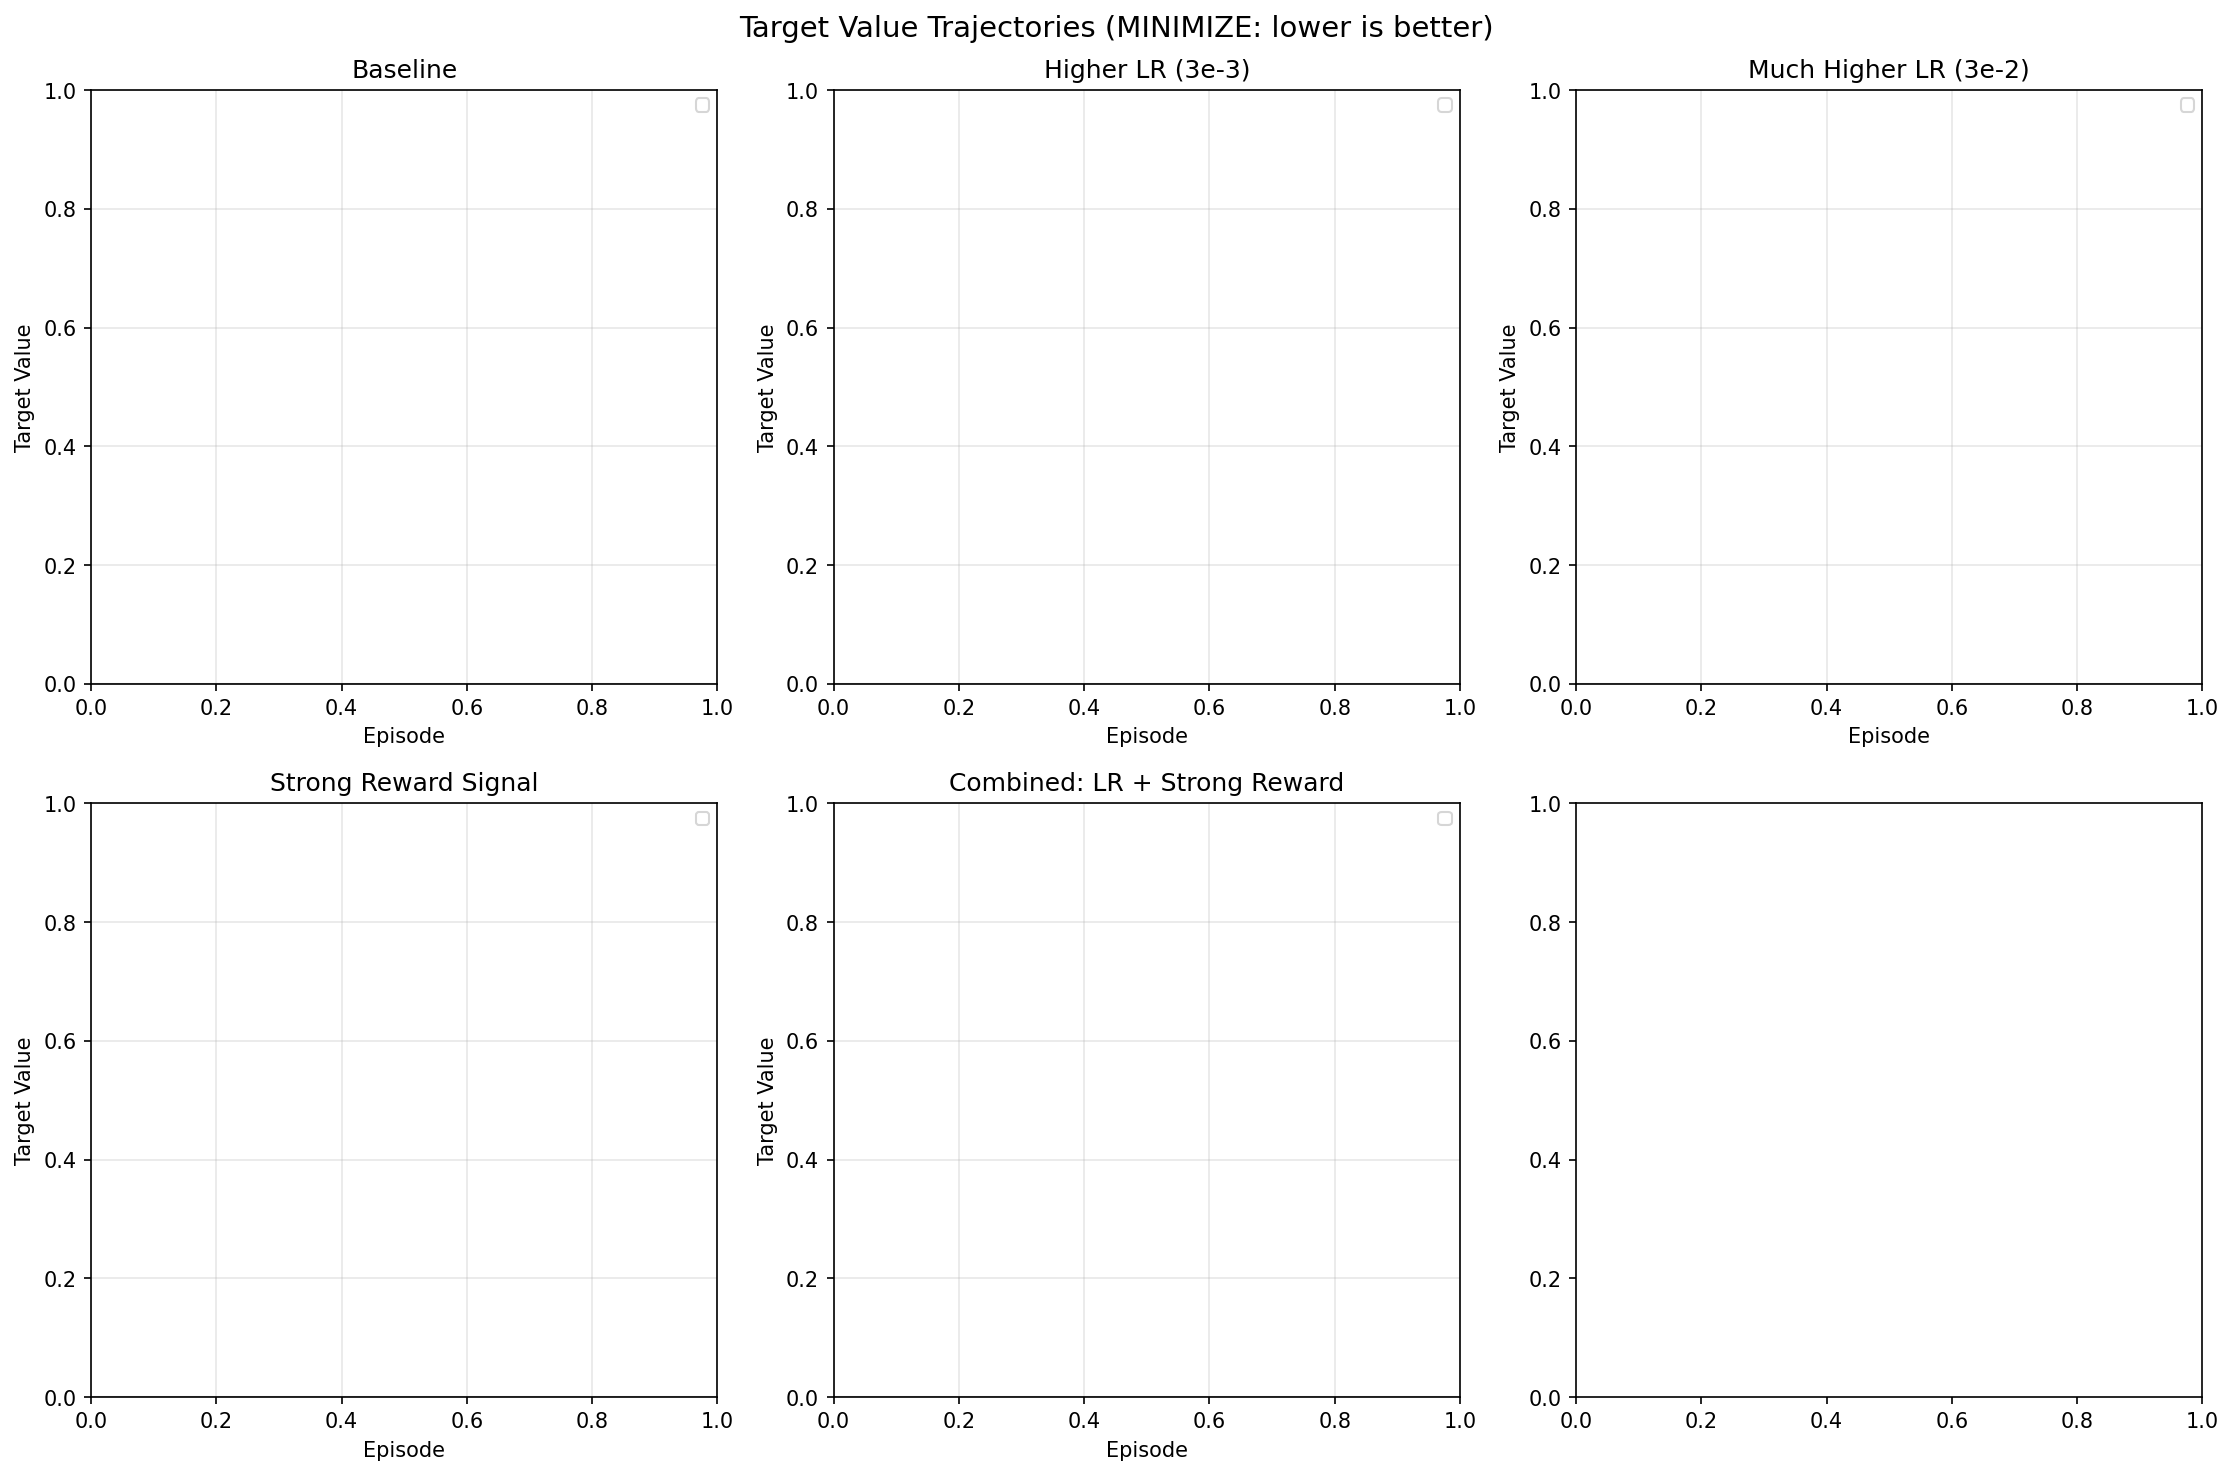 Target Value Trajectories (MINIMIZE: lower is better)
Baseline
1.0
0.8
0.6
0.4
0.2
0.0
Target Value
0.0 0.2 0.4 0.6 0.8 1.0
Episode
Higher LR (3e-3)
1.0
0.8
0.6
0.4
0.2
0.0
Target Value
0.0 0.2 0.4 0.6 0.8 1.0
Episode
Much Higher LR (3e-2)
1.0
0.8
0.6
0.4
0.2
0.0
Target Value
0.0 0.2 0.4 0.6 0.8 1.0
Episode
Strong Reward Signal
1.0
0.8
0.6
0.4
0.2
0.0
Target Value
0.0 0.2 0.4 0.6 0.8 1.0
Episode
Combined: LR + Strong Reward
1.0
0.8
0.6
0.4
0.2
0.0
Target Value
0.0 0.2 0.4 0.6 0.8 1.0
Episode
1.0
0.8
0.6
0.4
0.2
0.0
0.0 0.2 0.4 0.6 0.8 1.0